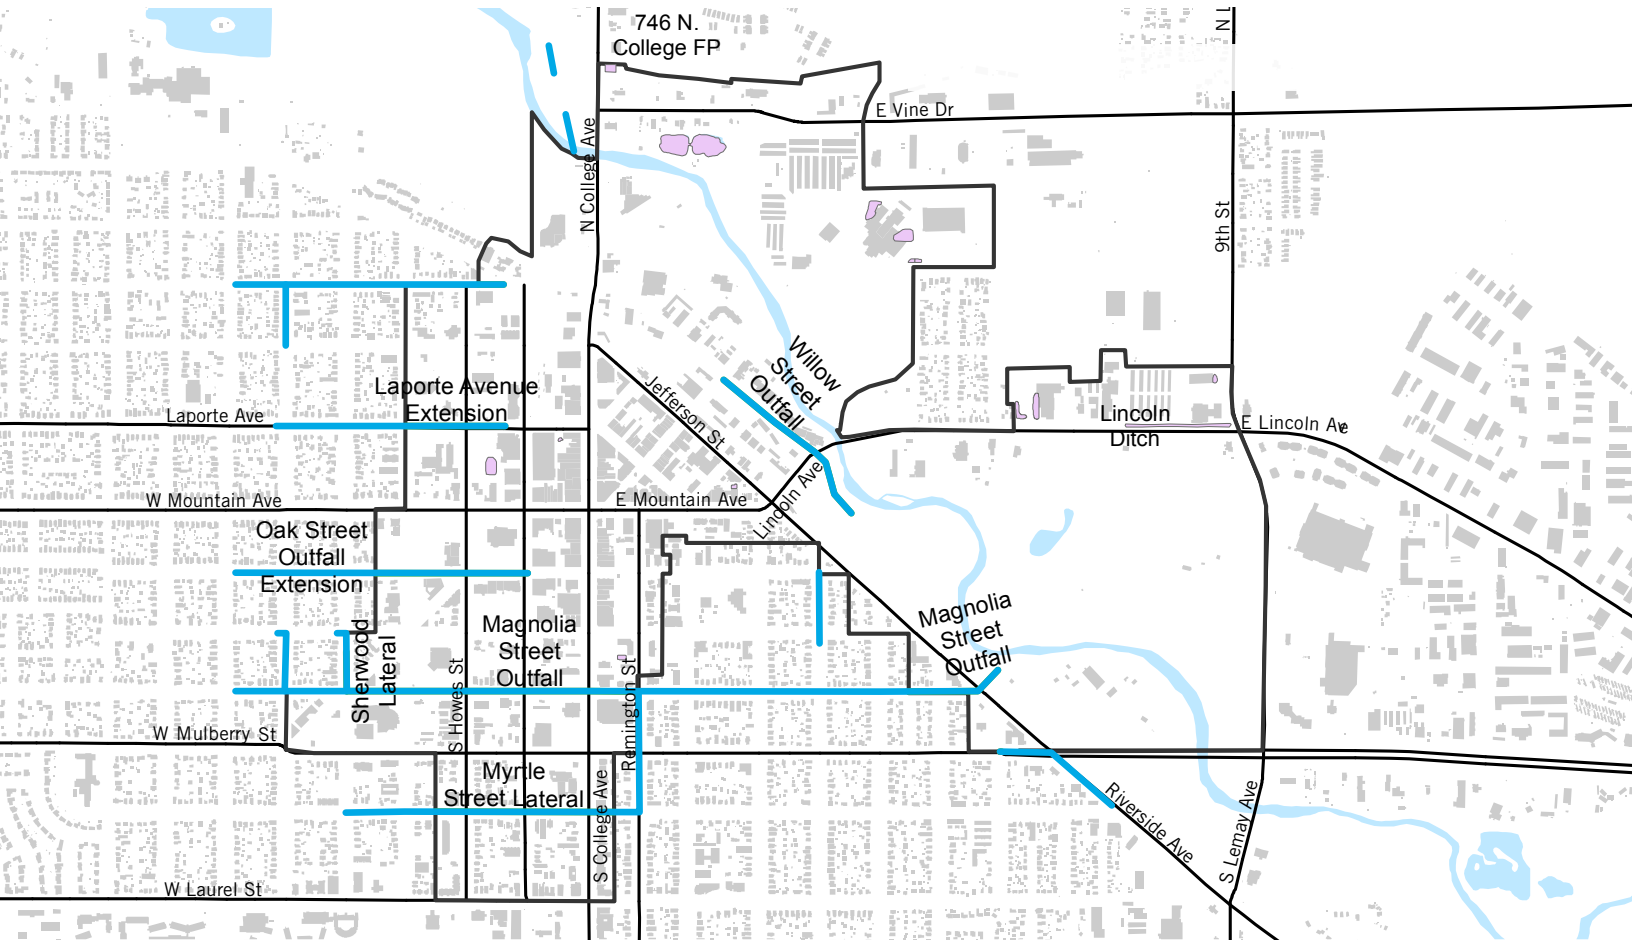 746 N.
College FP
N L
E Vine Dr
N College Ave
9th St
Willow
Street
Outfall
Jefferson St
Laporte Avenue
Extension
Laporte Ave
Lincoln
Ditch
E Lincoln Ave
W Mountain Ave
E Mountain Ave
Lincoln Ave
Oak Street
Outfall
Extension
Magnolia
Street
Outfall
Magnolia
Street
Outfall
Sherwood
Lateral
S Howes St
Remington St
W Mulberry St
Myrtle
Street Lateral
S College Ave
Riverside Ave
S Lemay Ave
W Laurel St